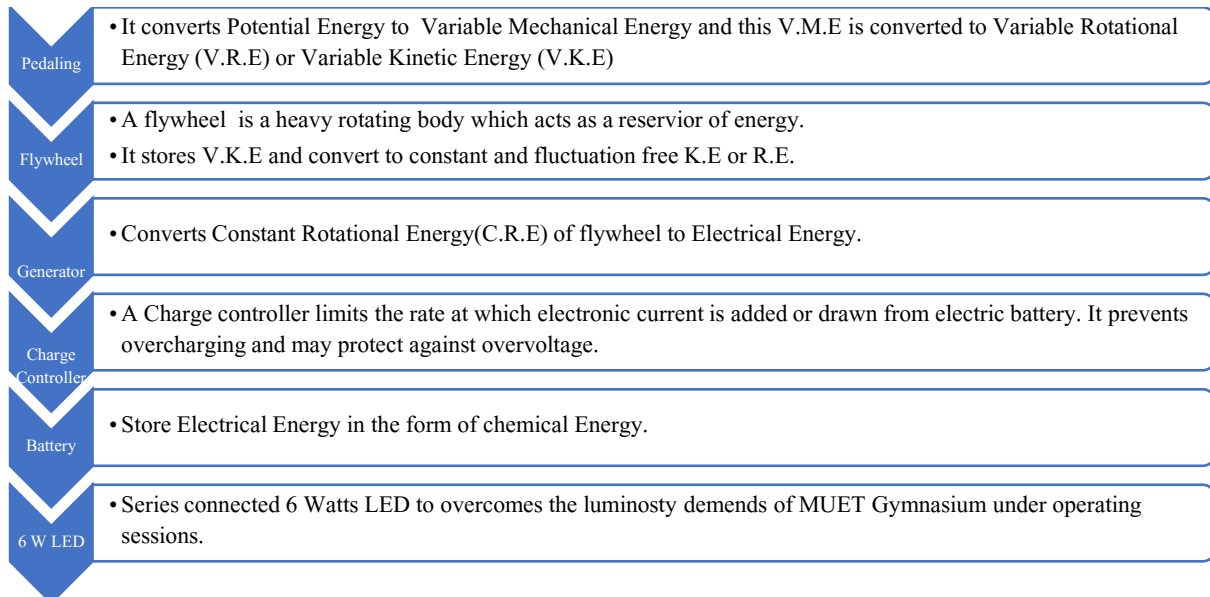 Pedaling
• It converts Potential Energy to Variable Mechanical Energy and this V.M.E is converted to Variable Rotational
Energy (V.R.E) or Variable Kinetic Energy (V.K.E)
Flywheel
• A flywheel is a heavy rotating body which acts as a reservior of energy.
• It stores V.K.E and convert to constant and fluctuation free K.E or R.E.
Generator
• Converts Constant Rotational Energy(C.R.E) of flywheel to Electrical Energy.
Charge
Controller
• A Charge controller limits the rate at which electronic current is added or drawn from electric battery. It prevents
overcharging and may protect against overvoltage.
Battery
• Store Electrical Energy in the form of chemical Energy.
6 W LED
• Series connected 6 Watts LED to overcomes the luminosty demends of MUET Gymnasium under operating
sessions.